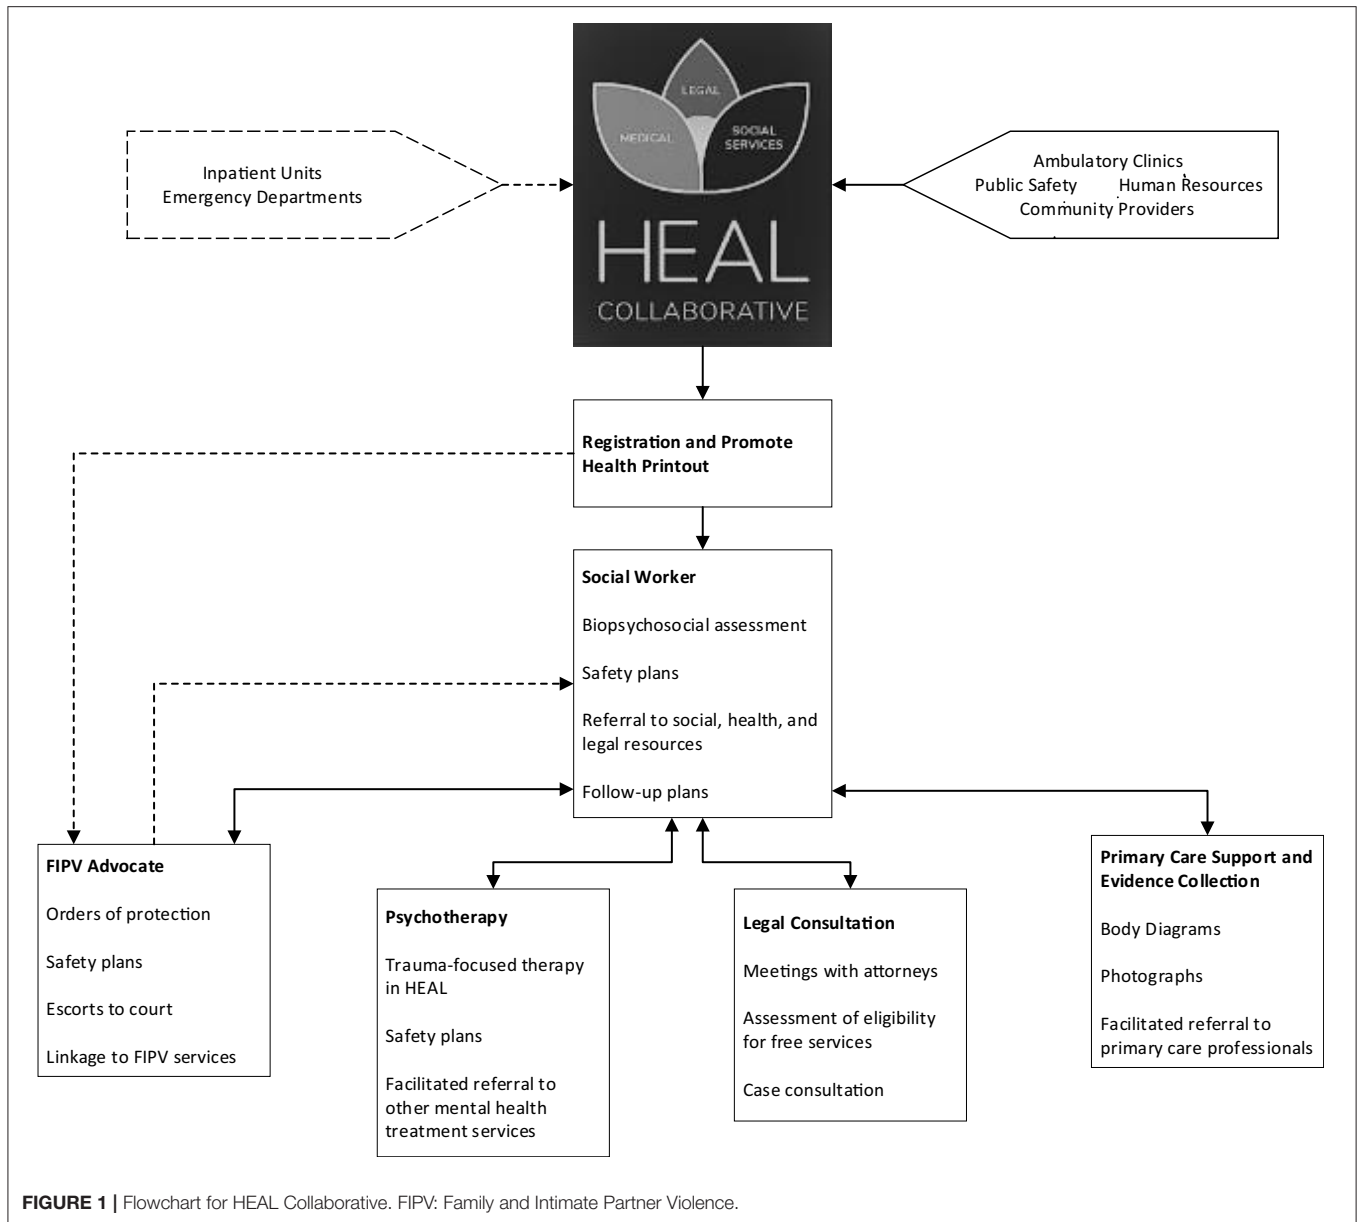 LEGAL
MEDICAL
SOCIAL
SERVICES
HEAL
COLLABORATIVE
Inpatient Units
Emergency Departments
Ambulatory Clinics
Public Safety Human Resources
Community Providers
Registration and Promote
Health Printout
Social Worker
Biopsychosocial assessment
Safety plans
Referral to social, health, and
legal resources
Follow-up plans
FIPV Advocate
Orders of protection
Safety plans
Escorts to court
Linkage to FIPV services
Psychotherapy
Trauma-focused therapy
in HEAL
Safety plans
Facilitated referral to
other mental health
treatment services
Legal Consultation
Meetings with attorneys
Assessment of eligibility
for free services
Case consultation
Primary Care Support and
Evidence Collection
Body Diagrams
Photographs
Facilitated referral to
primary care professionals
FIGURE 1 | Flowchart for HEAL Collaborative. FIPV: Family and Intimate Partner Violence.